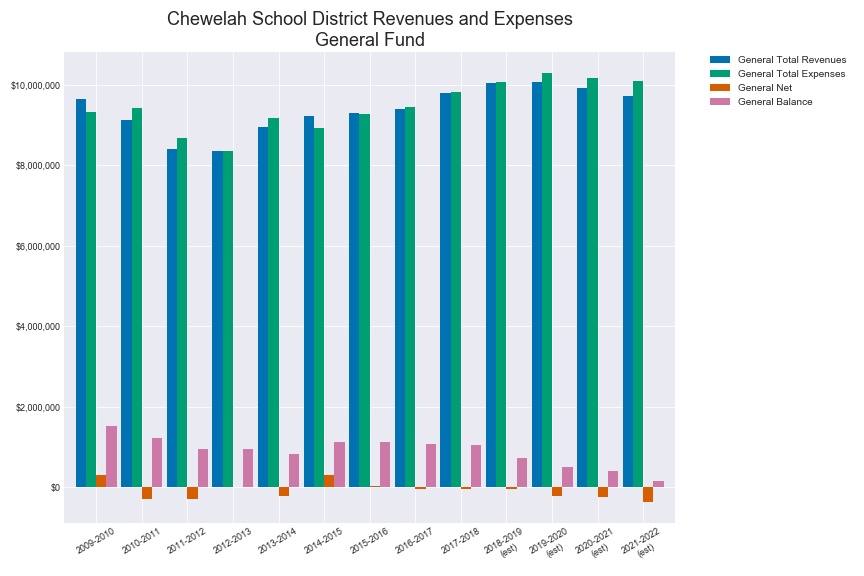 Chewelah School District Revenues and Expenses
General Fund
General Total Revenues
General Total Expenses
General Net
General Balance
$10,000,000
$8,000,000
$6,000,000
$4,000,000
$2,000,000
$0
2009-2010
2010-2011
2011-2012
2012-2013
2013-2014
2014-2015
2015-2016
2016-2017
2017-2018
2018-2019
(est)
2019-2020
(est)
2020-2021
(est)
2021-2022
(est)